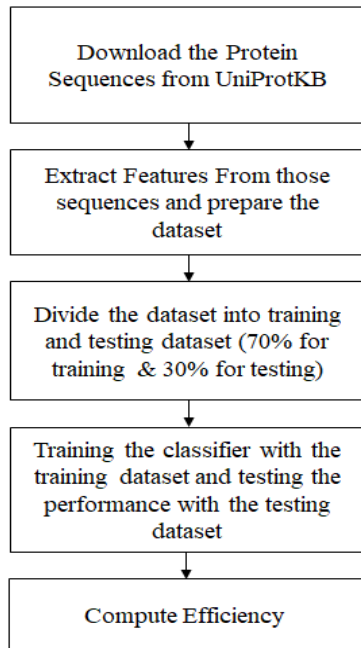 Download the Protein
Sequences from UniProtKB
Extract Features From those
sequences and prepare the
dataset
Divide the dataset into training
and testing dataset (70% for
training & 30% for testing)
Training the classifier with the
training dataset and testing the
performance with the testing
dataset
Compute Efficiency